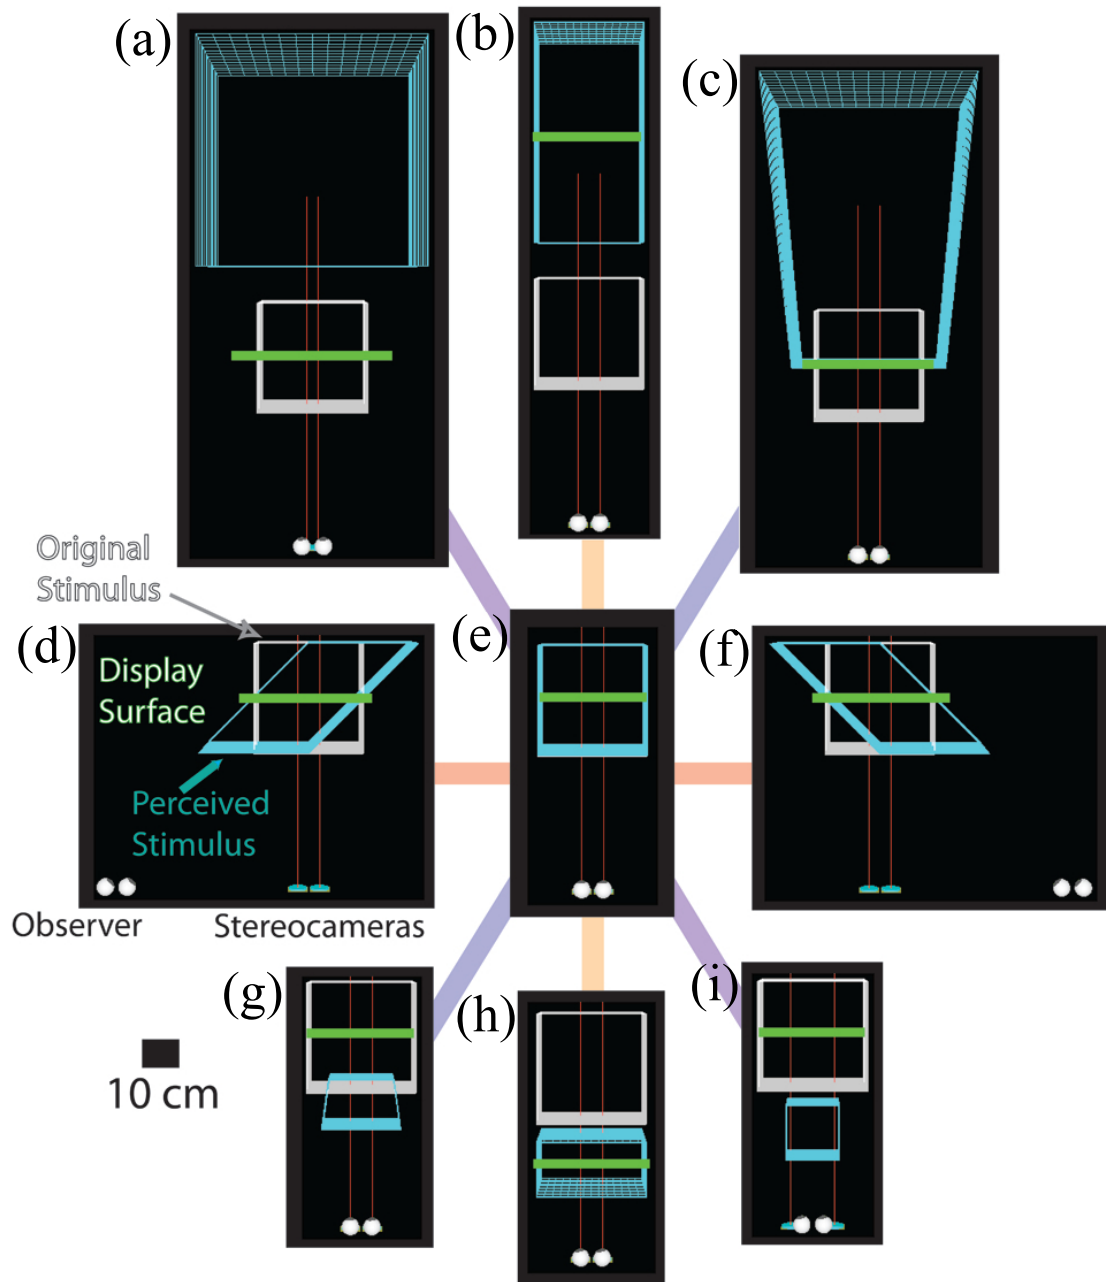 (a)
(b)
(c)
Original
Stimulus
(d)
(e)
(f)
Display
Surface
Perceived
Stimulus
Observer
Stereocameras
(g)
(h)
(i)
10 cm